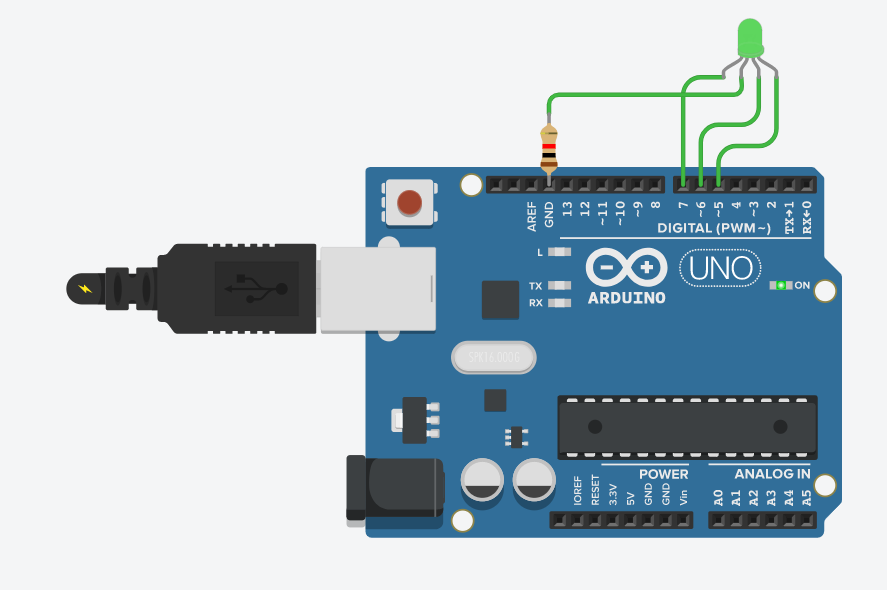 AREF
GND
13
12
~11
~10
~9
8
7
~6
~5
4
~3
2
TX→1
RX←0
DIGITAL (PWM~)
L
TX
RX
ARDUINO
UNO
ON
SPK16.000G
POWER
ANALOG IN
IOREF
RESET
3.3V
5V
GND
GND
Vin
A0
A1
A2
A3
A4
A5